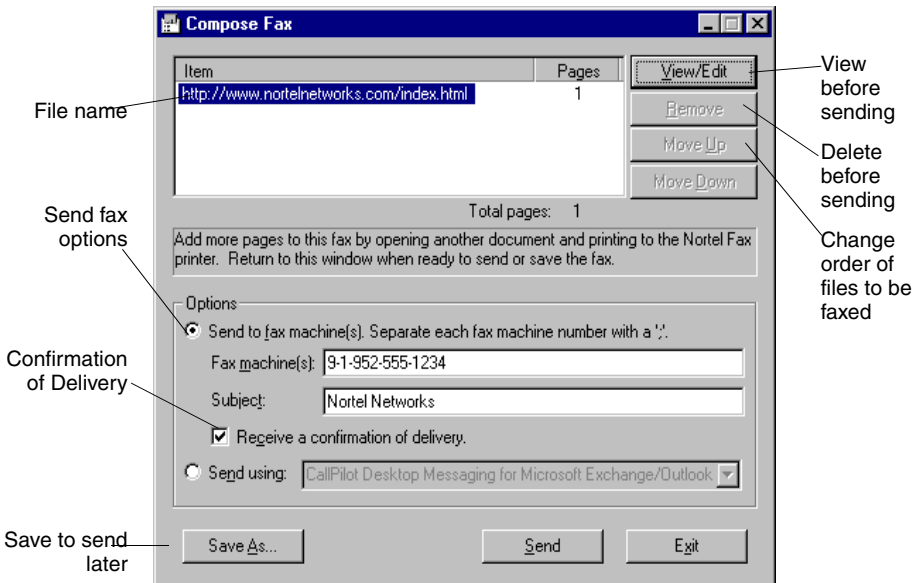 Compose Fax
Item Pages
http://www.nortelnetworks.com/index.html 1
View/Edit
Remove
Move Up
Move Down
Total pages: 1
Add more pages to this fax by opening another document and printing to the Nortel Fax
printer. Return to this window when ready to send or save the fax.
Options
Send to fax machine(s). Separate each fax machine number with a ';'.
Fax machine(s): 9-1-952-555-1234
Subject: Nortel Networks
Receive a confirmation of delivery.
Send using: CallPilot Desktop Messaging for Microsoft Exchange/Outlook
Save As...
Send
Exit
File name
Send fax
options
Confirmation
of Delivery
Save to send
later
View
before
sending
Delete
before
sending
Change
order of
files to be
faxed